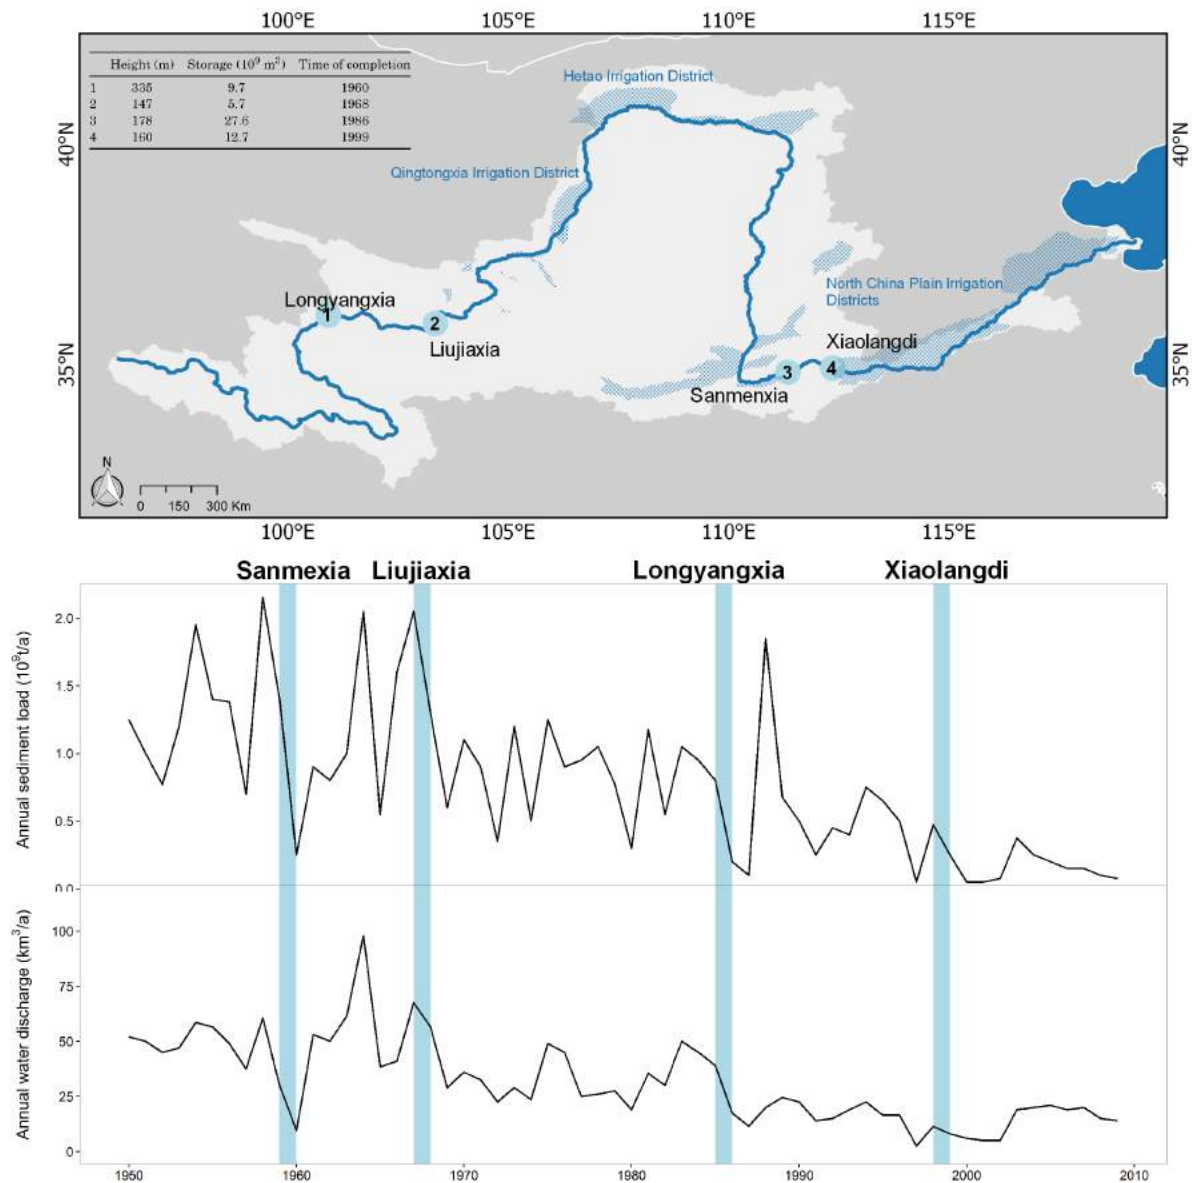 100°E 105°E 110°E 115°E
Height (m) Storage (10⁹ m³) Time of completion
1 335 9.7 1960
2 147 5.7 1968
3 178 27.6 1986
4 160 12.7 1999
Hetao Irrigation District
40°N 40°N
Qingtongxia Irrigation District
North China Plain Irrigation
Districts
Longyangxia
1
2
Liujiaxia
Xiaolangdi
35°N 35°N
3 4
Sanmenxia
N
0 150 300 Km
100°E 105°E 110°E 115°E
Sanmexia Liujiaxia Longyangxia Xiaolangdi
Annual sediment load (10⁹t/a)
2.0
1.5
1.0
0.5
0.0
Annual water discharge (km³/a)
100
75
50
25
0
1950 1960 1970 1980 1990 2000 2010